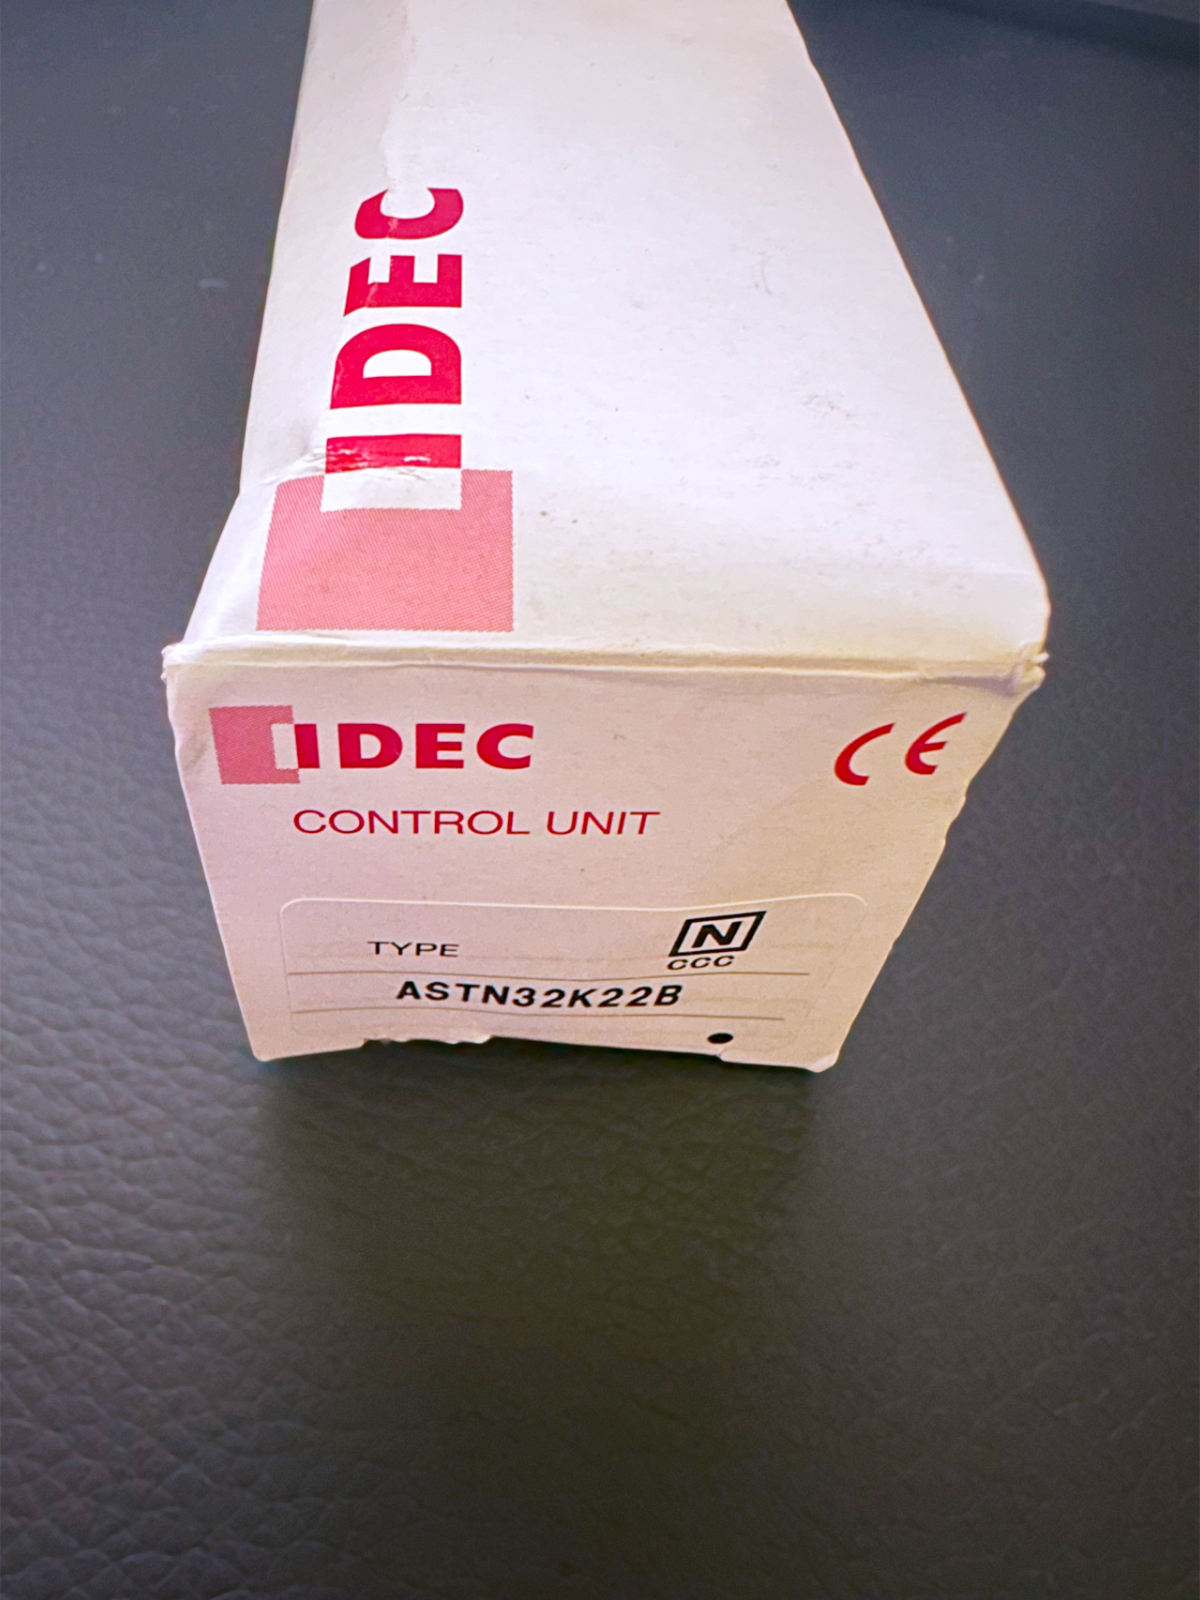 IDEC
IDEC
CE
CONTROL UNIT
N
TYPE
CCC
ASTN32K22B